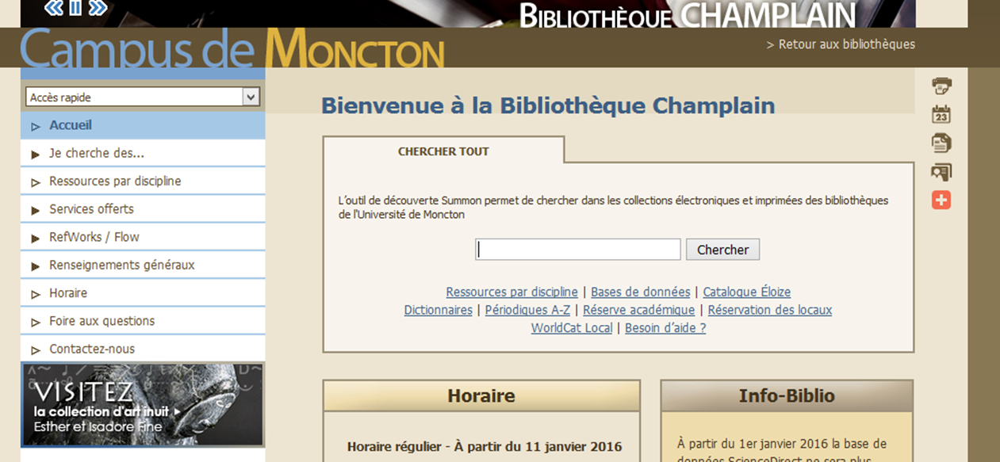 BIBLIOTHÈQUE CHAMPLAIN
Campus de MONCTON
> Retour aux bibliothèques
Accès rapide
Accueil
Je cherche des...
Ressources par discipline
Services offerts
RefWorks / Flow
Renseignements généraux
Horaire
Foire aux questions
Contactez-nous
VISITEZ
la collection d'art inuit
Esther et Isadore Fine
Bienvenue à la Bibliothèque Champlain
CHERCHER TOUT
L'outil de découverte Summon permet de chercher dans les collections électroniques et imprimées des bibliothèques
de l'Université de Moncton
Chercher
Ressources par discipline | Bases de données | Catalogue Éloize
Dictionnaires | Périodiques A-Z | Réserve académique | Réservation des locaux
WorldCat Local | Besoin d'aide ?
Horaire
Horaire régulier - À partir du 11 janvier 2016
Info-Biblio
À partir du 1er janvier 2016 la base de
données ScienceDirect ne sera plus
23